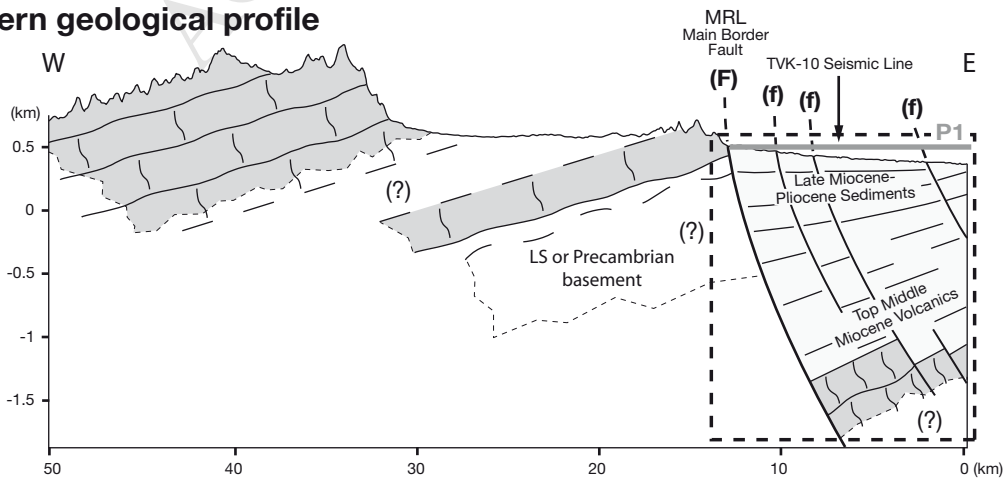 ern geological profile
W
MRL
Main Border
Fault
(F)
TVK-10 Seismic Line
E
(f)
(f)
(f)
P1
(km)
0.5
0
-0.5
-1
-1.5
(?)
(?)
LS or Precambrian
basement
Late Miocene-
Pliocene Sediments
Top Middle
Miocene Volcanics
(?)
50
40
30
20
10
0 (km)